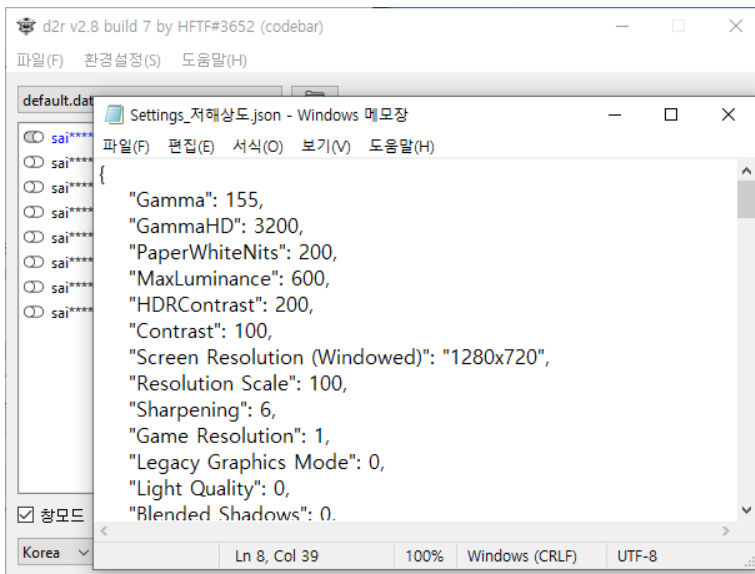 d2r v2.8 build 7 by HFTF#3652 (codebar)
파일(F) 환경설정(S) 도움말(H)
default.dat
sai****
sai****
sai****
sai****
sai****
sai****
sai****
sai****
창모드
Korea
Settings_저해상도.json - Windows 메모장
파일(F) 편집(E) 서식(O) 보기(V) 도움말(H)
{
"Gamma": 155,
"GammaHD": 3200,
"PaperWhiteNits": 200,
"MaxLuminance": 600,
"HDRContrast": 200,
"Contrast": 100,
"Screen Resolution (Windowed)": "1280x720",
"Resolution Scale": 100,
"Sharpening": 6,
"Game Resolution": 1,
"Legacy Graphics Mode": 0,
"Light Quality": 0,
"Blended Shadows": 0,
Ln 8, Col 39 100% Windows (CRLF) UTF-8